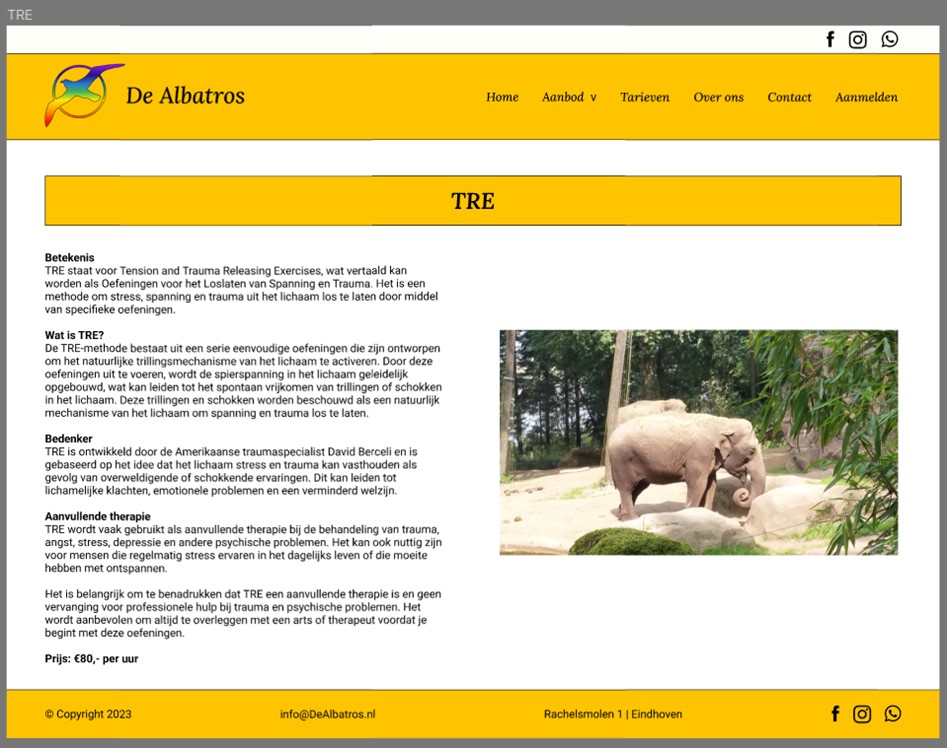 TRE
De Albatros
Home Aanbod v Tarieven Over ons Contact Aanmelden
TRE
Betekenis
TRE staat voor Tension and Trauma Releasing Exercises, wat vertaald kan
worden als Oefeningen voor het Loslaten van Spanning en Trauma. Het is een
methode om stress, spanning en trauma uit het lichaam los te laten door middel
van specifieke oefeningen.
Wat is TRE?
De TRE-methode bestaat uit een serie eenvoudige oefeningen die zijn ontworpen
om het natuurlijke trillingsmechanisme van het lichaam te activeren. Door deze
oefeningen uit te voeren, wordt de spierspanning in het lichaam geleidelijk
opgebouwd, wat kan leiden tot het spontaan vrijkomen van trillingen of schokken
in het lichaam. Deze trillingen en schokken worden beschouwd als een natuurlijk
mechanisme van het lichaam om spanning en trauma los te laten.
Bedenker
TRE is ontwikkeld door de Amerikaanse traumaspecialist David Berceli en is
gebaseerd op het idee dat het lichaam stress en trauma kan vasthouden als
gevolg van overweldigende of schokkende ervaringen. Dit kan leiden tot
lichamelijke klachten, emotionele problemen en een verminderd welzijn.
Aanvullende therapie
TRE wordt vaak gebruikt als aanvullende therapie bij de behandeling van trauma,
angst, stress, depressie en andere psychische problemen. Het kan ook nuttig zijn
voor mensen die regelmatig stress ervaren in het dagelijks leven of die moeite
hebben met ontspannen.
Het is belangrijk om te benadrukken dat TRE een aanvullende therapie is en geen
vervanging voor professionele hulp bij trauma en psychische problemen. Het
wordt aanbevolen om altijd te overleggen met een arts of therapeut voordat je
begint met deze oefeningen.
Prijs: €80,- per uur
© Copyright 2023
info@DeAlbatros.nl
Rachelsmolen 1 | Eindhoven